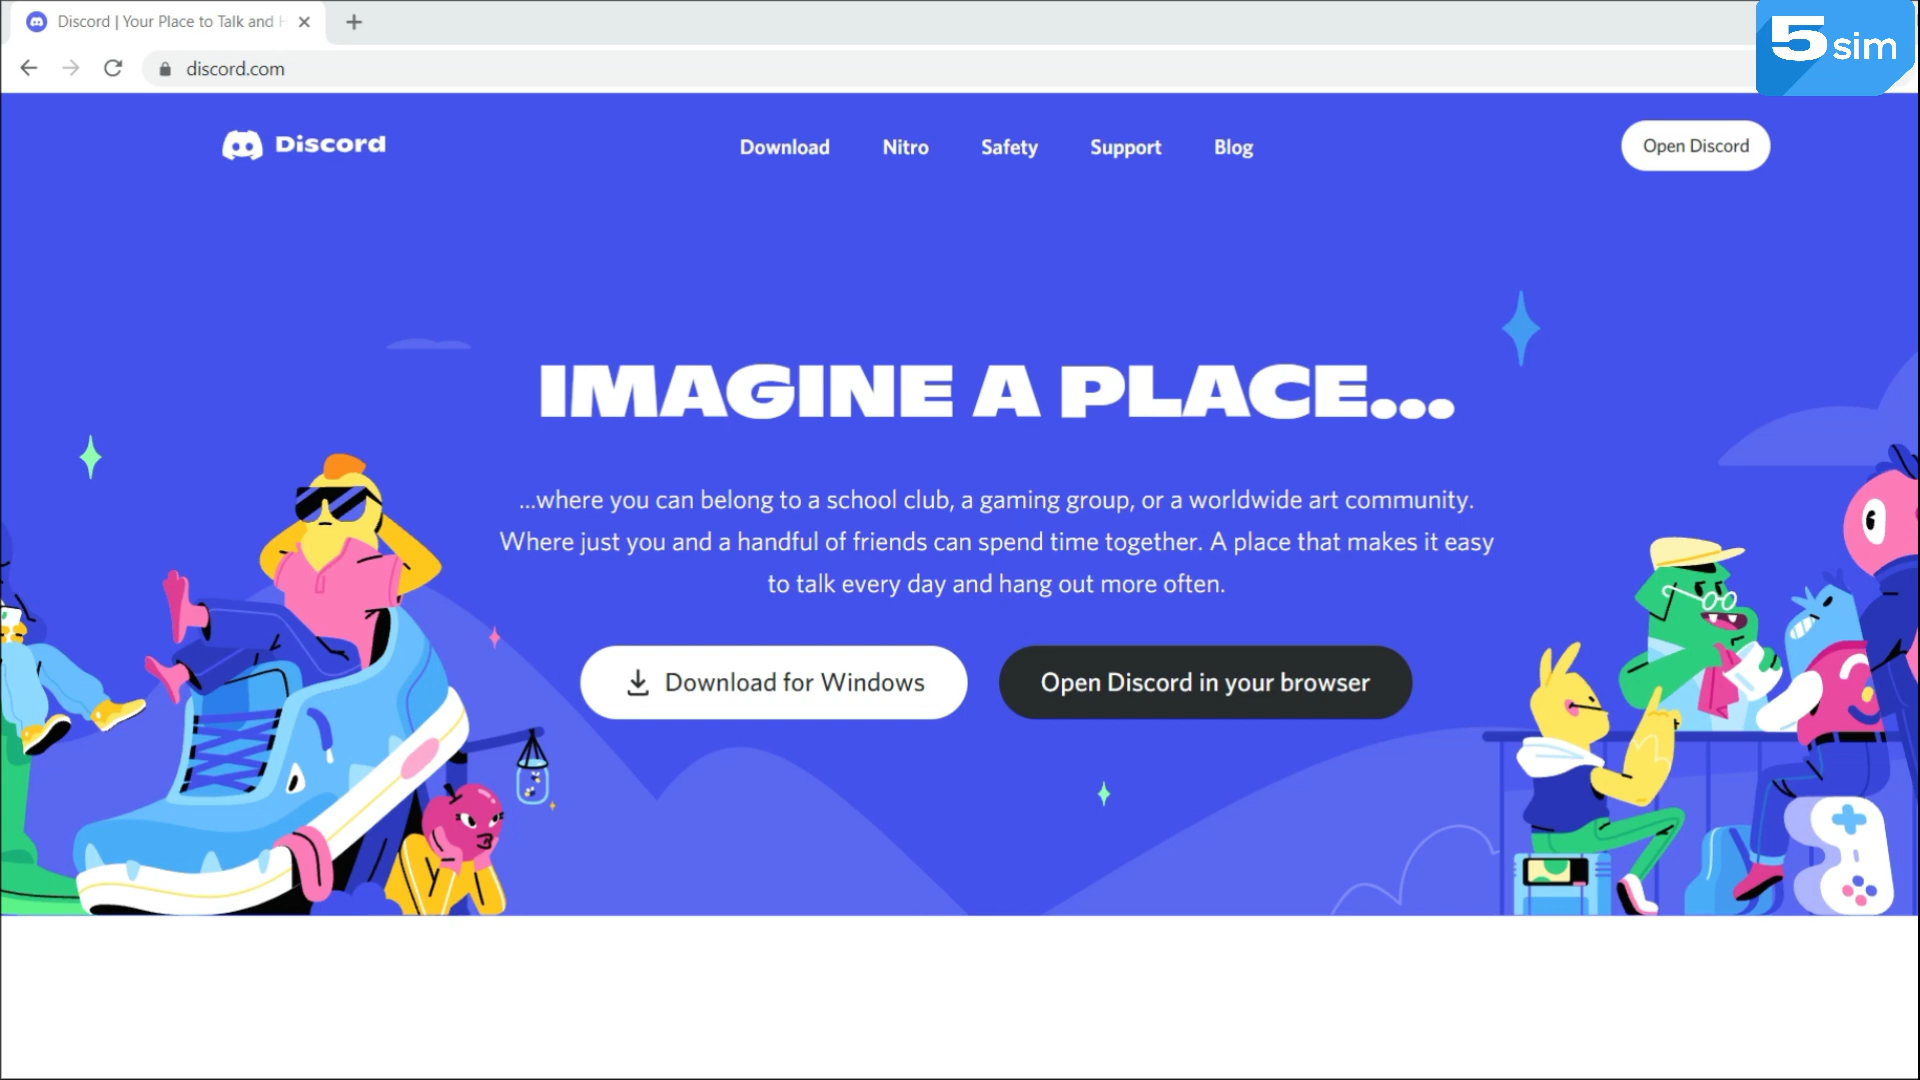 Discord | Your Place to Talk and H
5sim
discord.com
Discord
Download
Nitro
Safety
Support
Blog
Open Discord
IMAGINE A PLACE...
...where you can belong to a school club, a gaming group, or a worldwide art community.
Where just you and a handful of friends can spend time together. A place that makes it easy
to talk every day and hang out more often.
Download for Windows
Open Discord in your browser